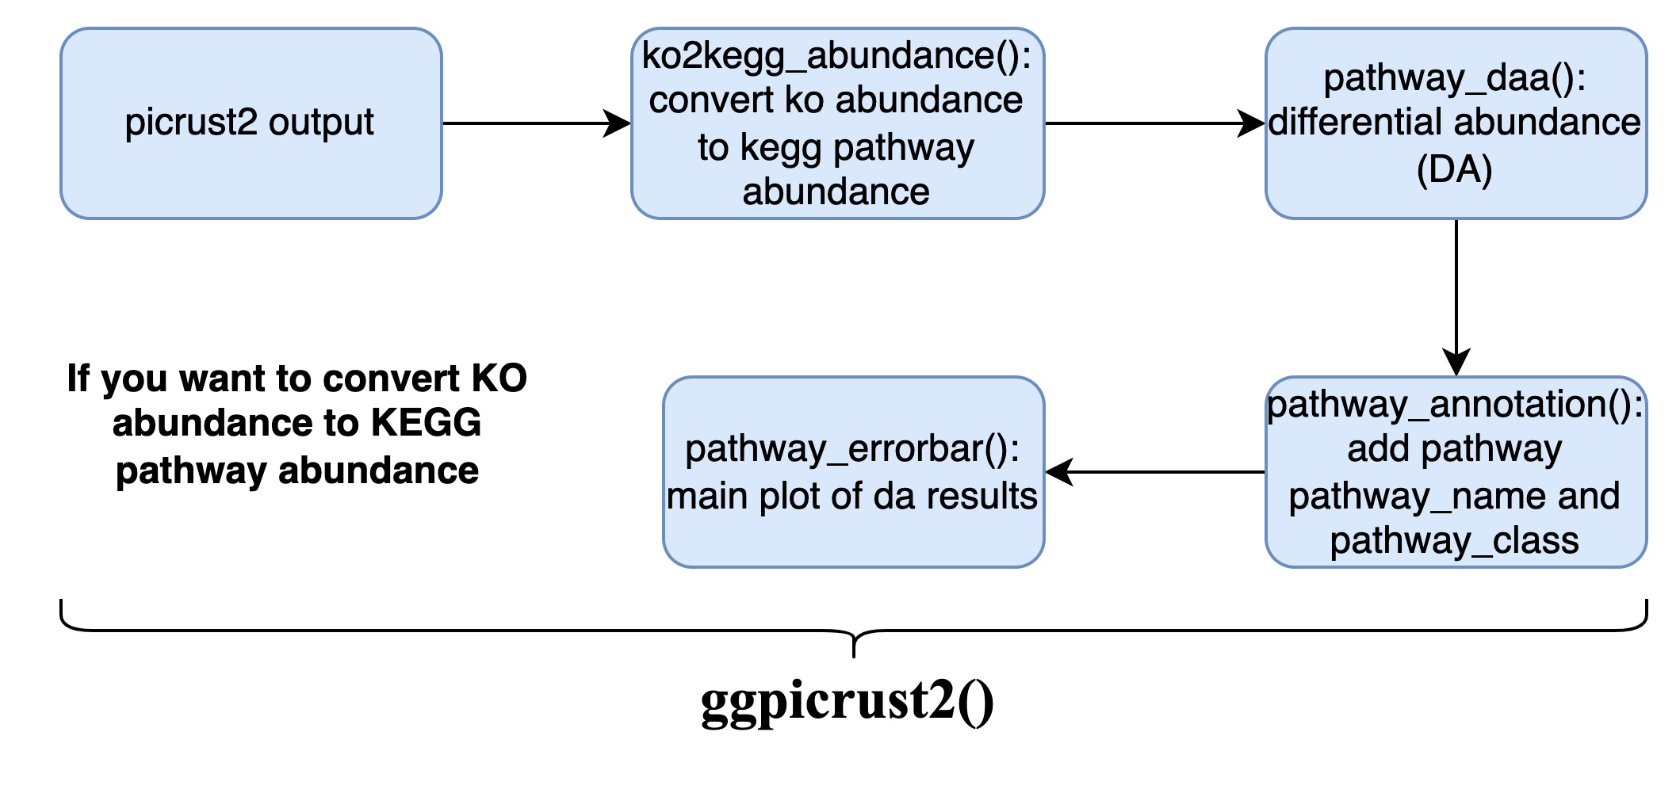 picrust2 output
ko2kegg_abundance():
convert ko abundance
to kegg pathway
abundance
pathway_daa():
differential abundance
(DA)
If you want to convert KO
abundance to KEGG
pathway abundance
pathway_errorbar():
main plot of da results
pathway_annotation():
add pathway
pathway_name and
pathway_class
ggpicrust2()